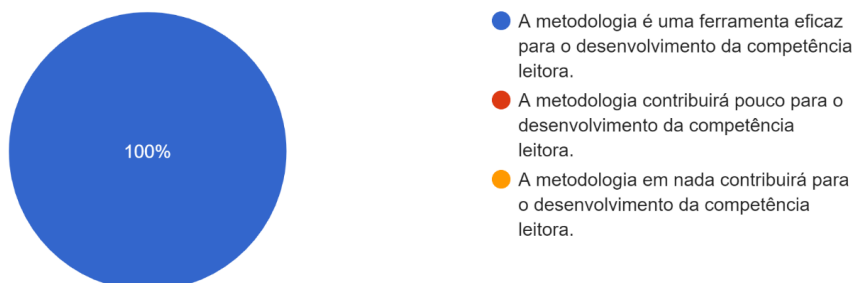 100%
A metodologia é uma ferramenta eficaz
para o desenvolvimento da competência
leitora.
A metodologia contribuirá pouco para o
desenvolvimento da competência
leitora.
A metodologia em nada contribuirá para
o desenvolvimento da competência
leitora.